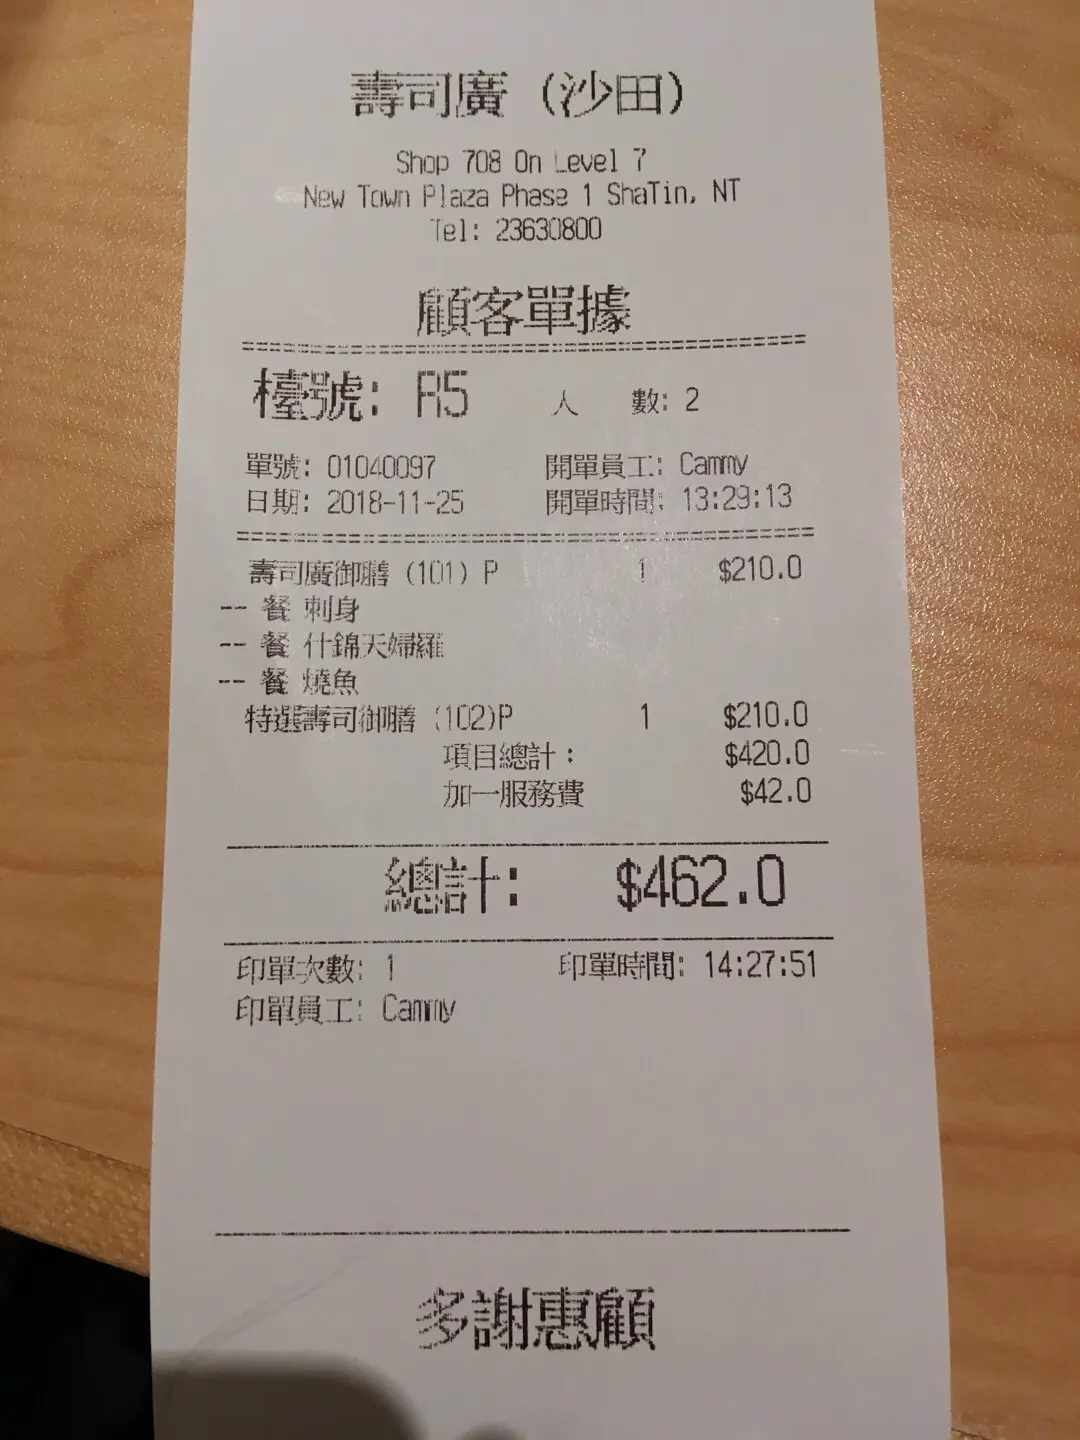 壽司廣 (沙田)
Shop 708 On Level 7
New Town Plaza Phase 1 ShaTin, NT
Tel: 23630800
顧客單據
檯號: R5 人 數: 2
單號: 01040097 開單員工: Cammy
日期: 2018-11-25 開單時間: 13:29:13
壽司廣御膳 (101) P 1 $210.0
-- 餐 刺身
-- 餐 什錦天婦羅
-- 餐 燒魚
特選壽司御膳 (102)P 1 $210.0
項目總計: $420.0
加一服務費 $42.0
總計: $462.0
印單次數: 1 印單時間: 14:27:51
印單員工: Cammy
多謝惠顧